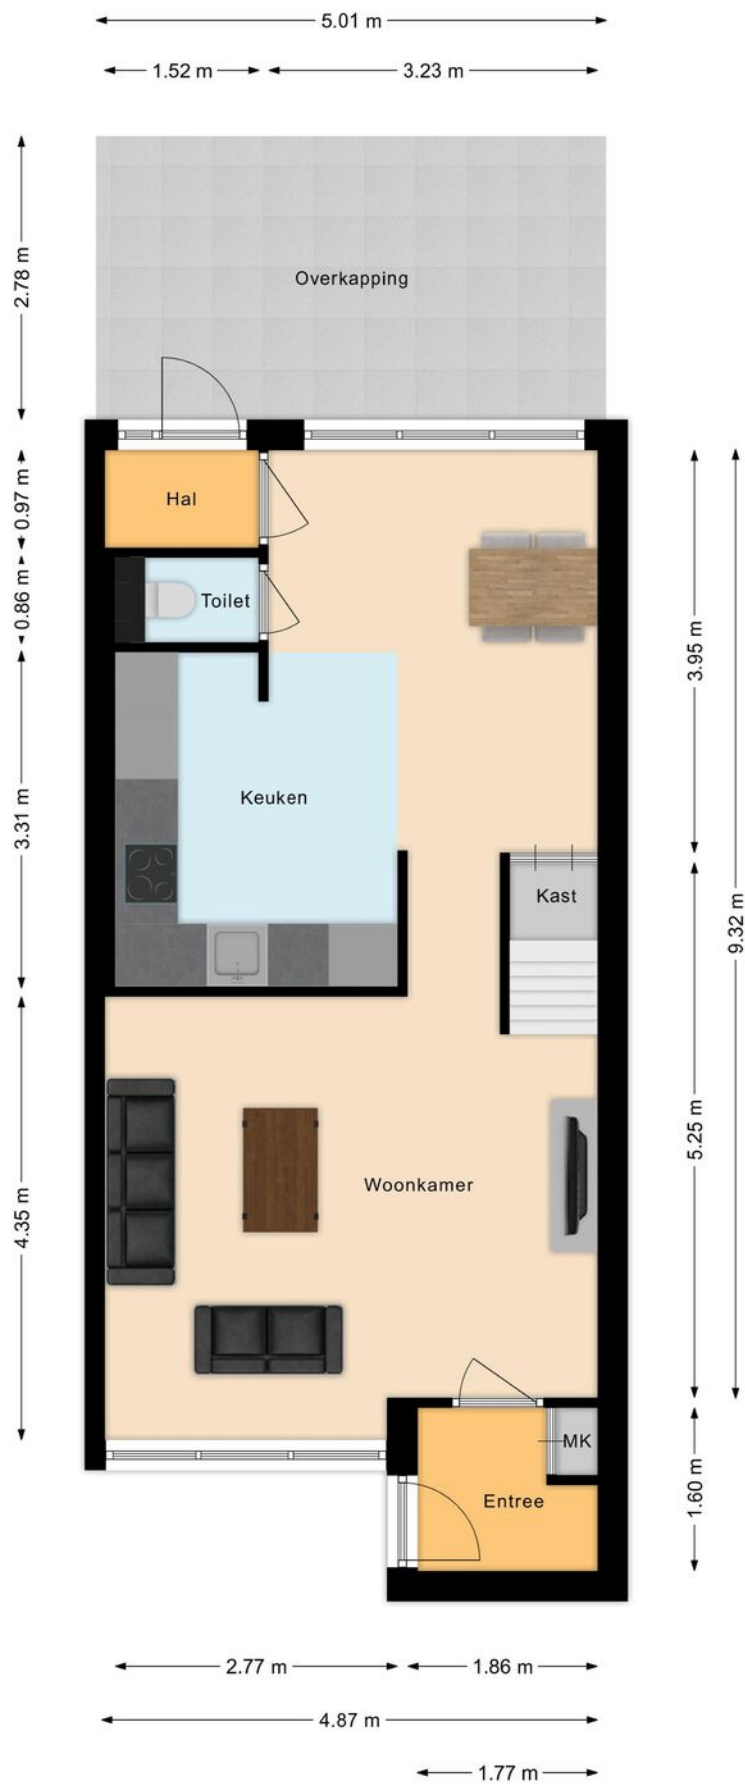 5.01 m
1.52 m
3.23 m
2.78 m
Overkapping
0.97 m
Hal
0.86 m
Toilet
3.95 m
3.31 m
Keuken
Kast
9.32 m
5.25 m
4.35 m
Woonkamer
MK
1.60 m
Entree
2.77 m
1.86 m
4.87 m
1.77 m